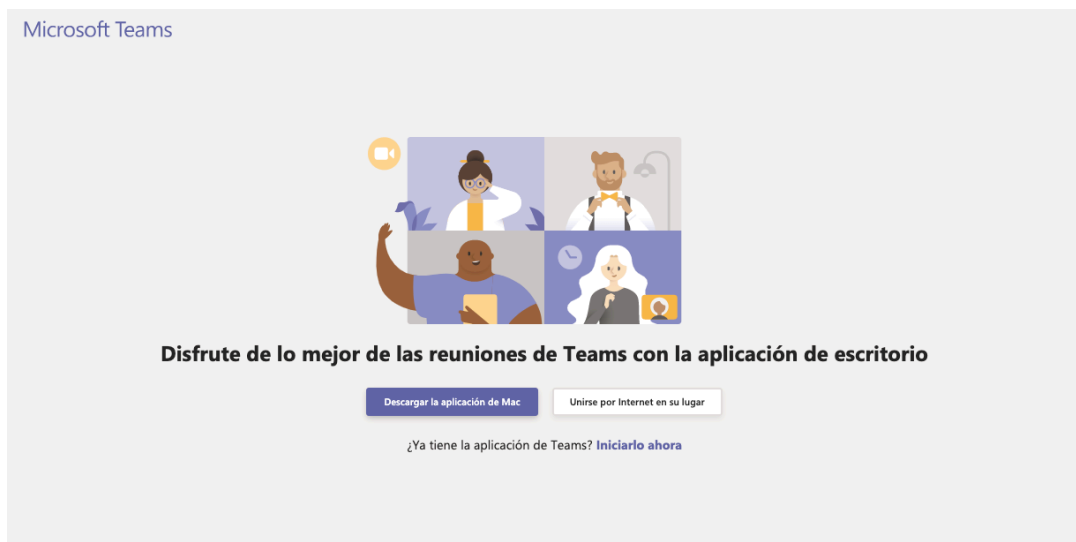 Microsoft Teams
Disfrute de lo mejor de las reuniones de Teams con la aplicación de escritorio
Descargar la aplicación de Mac
Unirse por Internet en su lugar
¿Ya tiene la aplicación de Teams? Iniciarlo ahora